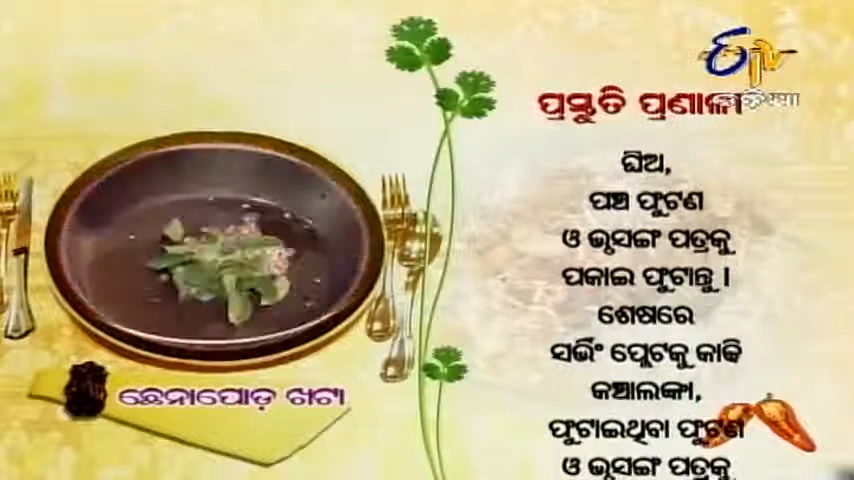 ETV
ଓଡ଼ିଆ
ପ୍ରସ୍ତୁତି ପ୍ରଣାଳୀ
ଘିଅ,
ପଞ୍ଚ ଫୁଟଣ
ଓ ଭୃସଙ୍ଗ ପତ୍ରକୁ
ପକାଇ ଫୁଟାନ୍ତୁ ।
ଶେଷରେ
ସର୍ଭିଂ ପ୍ଲେଟକୁ କାଢି
କଞ୍ଚାଲଙ୍କା,
ଫୁଟାଇଥିବା ଫୁଟଣ
ଓ ଭୃସଙ୍ଗ ପତ୍ରକୁ
ଛେନାପୋଡ଼ ଖଟା